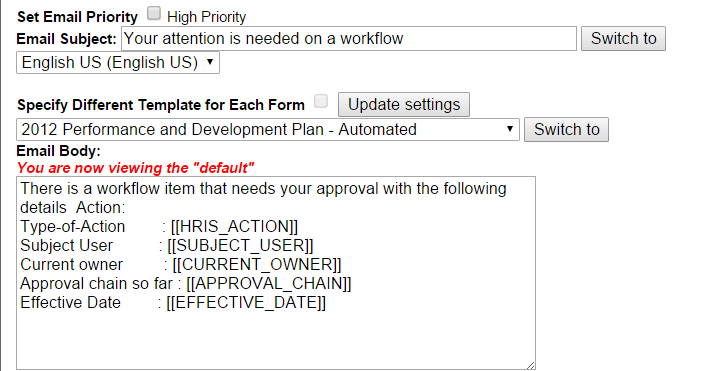 Set Email Priority High Priority
Email Subject: Your attention is needed on a workflow Switch to
English US (English US)
Specify Different Template for Each Form Update settings
2012 Performance and Development Plan - Automated Switch to
Email Body:
You are now viewing the "default"
There is a workflow item that needs your approval with the following
details  Action:
Type-of-Action : [[HRIS_ACTION]]
Subject User : [[SUBJECT_USER]]
Current owner : [[CURRENT_OWNER]]
Approval chain so far : [[APPROVAL_CHAIN]]
Effective Date : [[EFFECTIVE_DATE]]